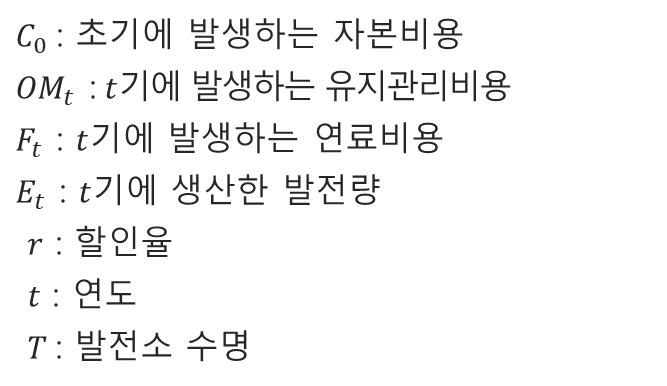 C₀ : 초기에 발생하는 자본비용
OMₜ : t기에 발생하는 유지관리비용
Fₜ : t기에 발생하는 연료비용
Eₜ : t기에 생산한 발전량
r : 할인율
t : 연도
T : 발전소 수명